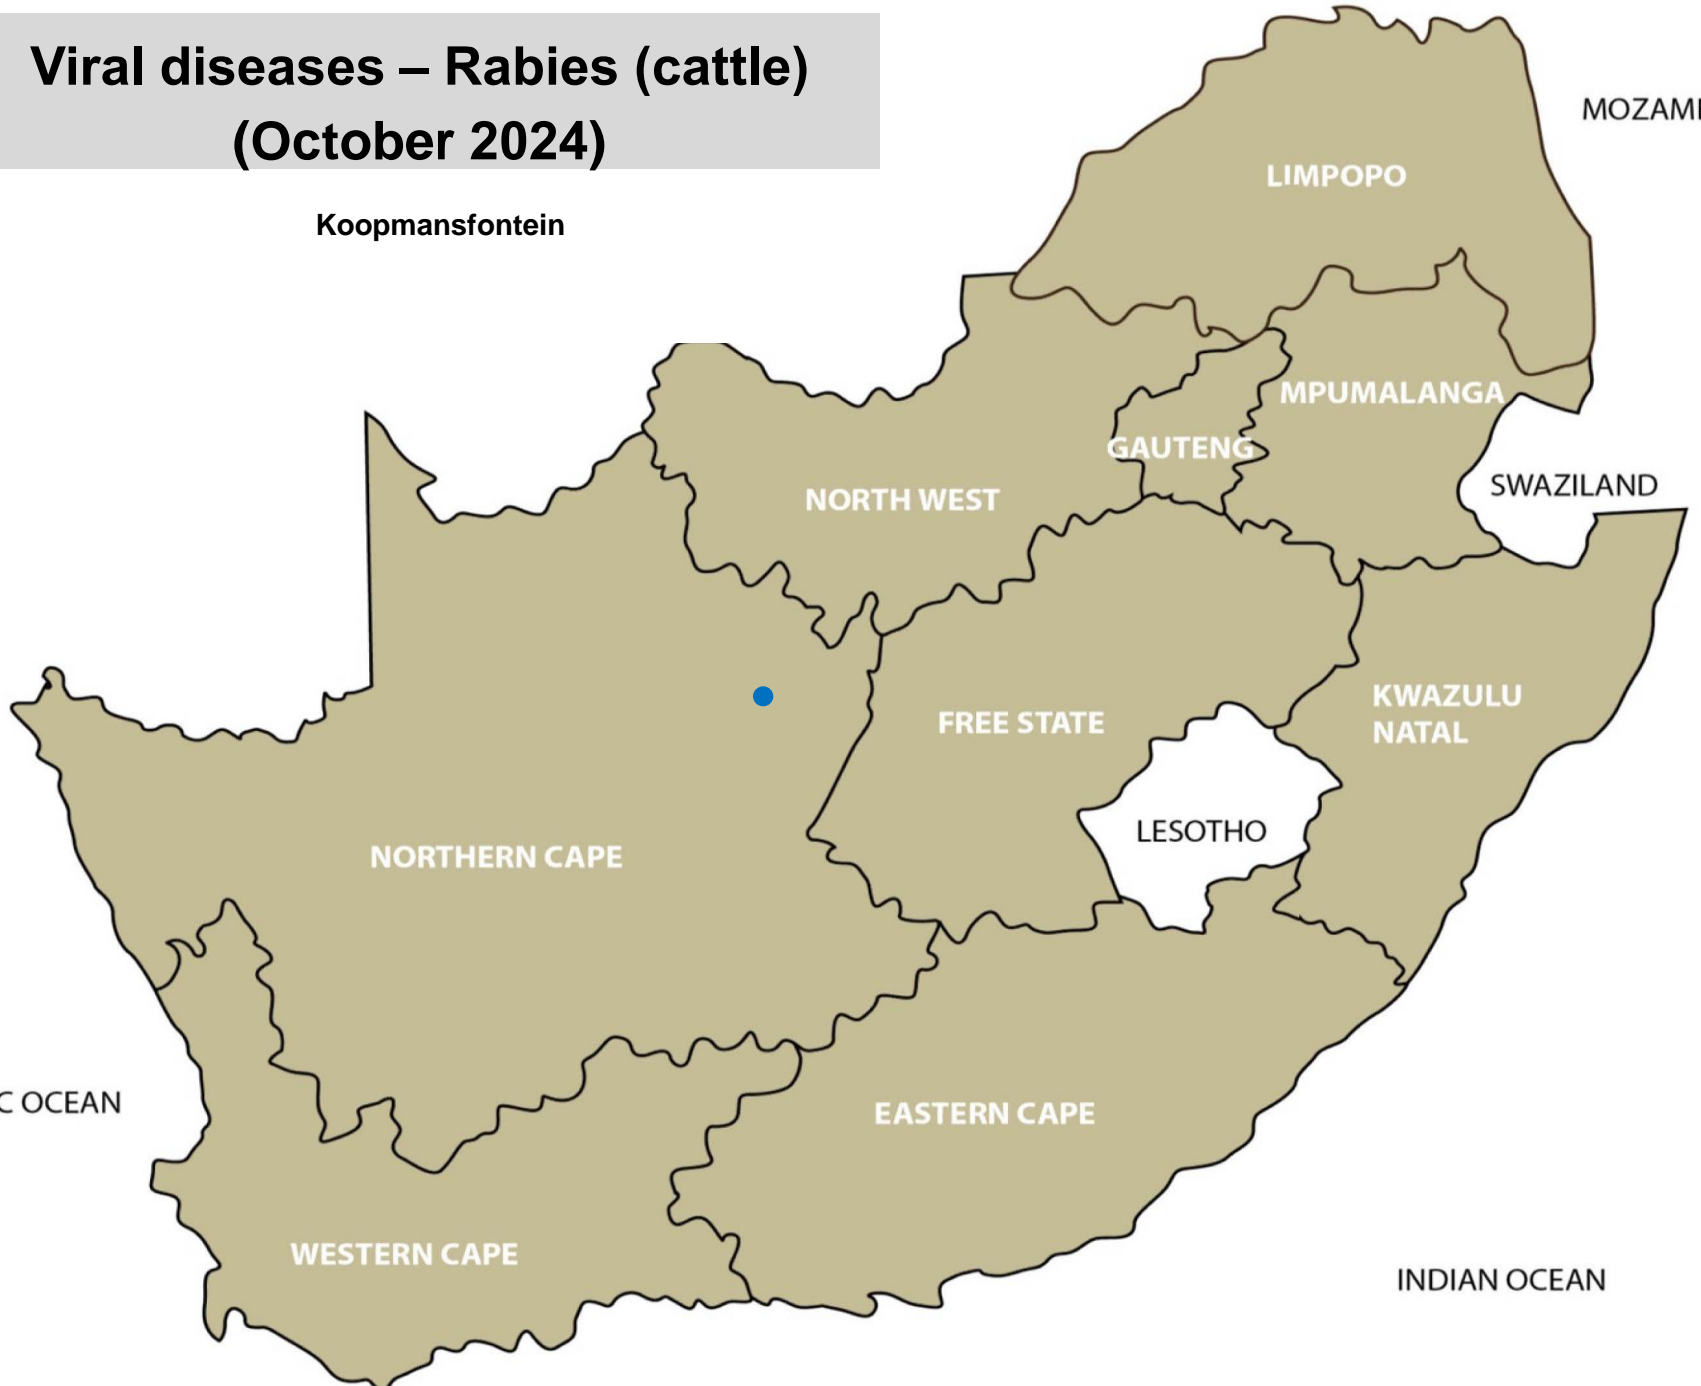 Viral diseases – Rabies (cattle)
(October 2024)
Koopmansfontein
MOZAMI
LIMPOPO
MPUMALANGA
GAUTENG
NORTH WEST
SWAZILAND
KWAZULU
NATAL
FREE STATE
LESOTHO
NORTHERN CAPE
C OCEAN
EASTERN CAPE
WESTERN CAPE
INDIAN OCEAN